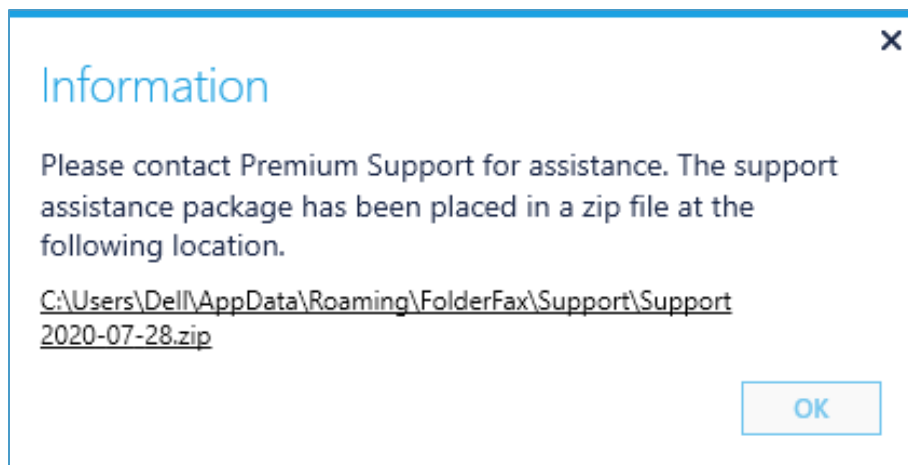 Information
Please contact Premium Support for assistance. The support
assistance package has been placed in a zip file at the
following location.
C:\Users\Dell\AppData\Roaming\FolderFax\Support\Support
2020-07-28.zip
OK